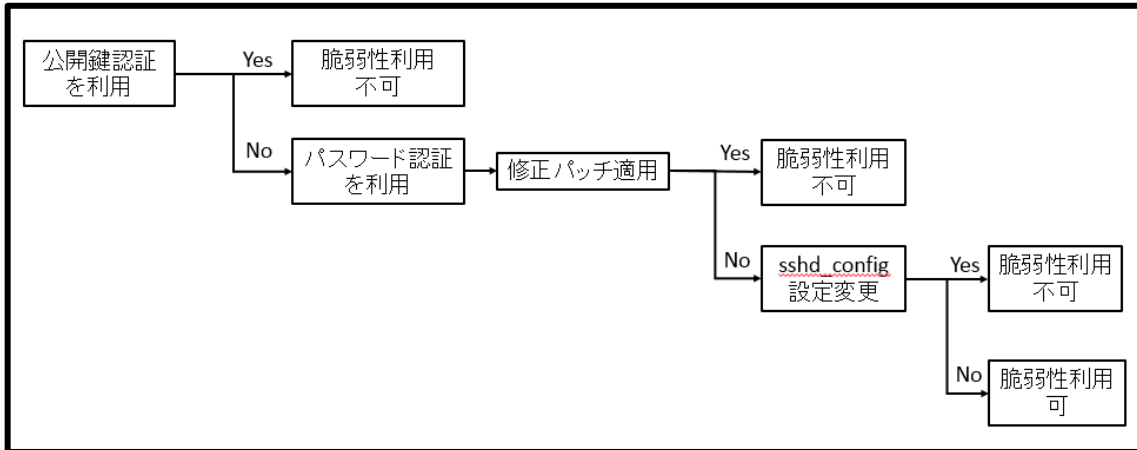 公開鍵認証
を利用
Yes
脆弱性利用
不可
No
パスワード認証
を利用
修正パッチ適用
Yes
脆弱性利用
不可
No
sshd_config
設定変更
Yes
脆弱性利用
不可
No
脆弱性利用
可